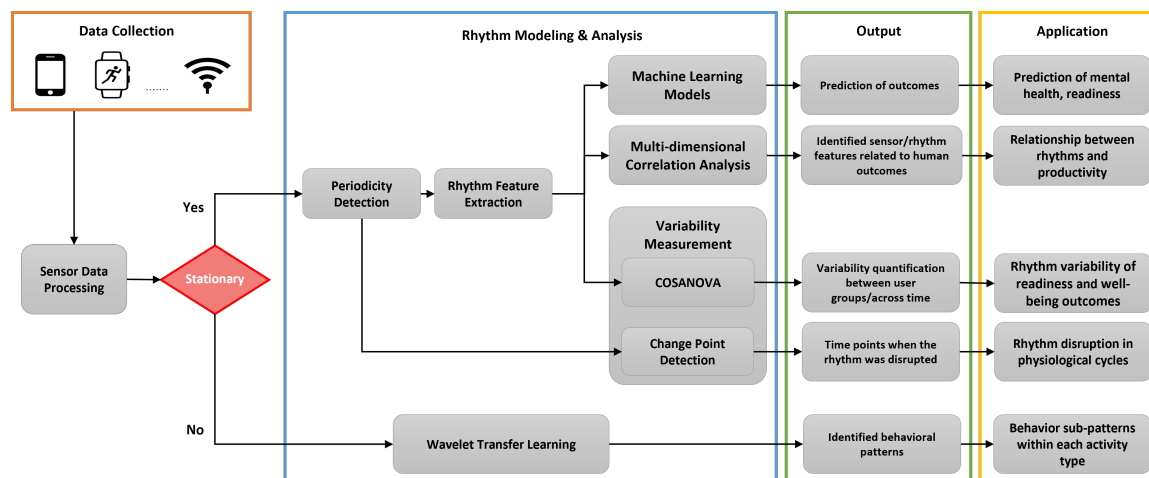 Data Collection
.......
Sensor Data
Processing
Stationary
Yes
No
Rhythm Modeling & Analysis
Periodicity
Detection
Rhythm Feature
Extraction
Machine Learning
Models
Multi-dimensional
Correlation Analysis
Variability
Measurement
COSANOVA
Change Point
Detection
Wavelet Transfer Learning
Output
Prediction of outcomes
Identified sensor/rhythm
features related to human
outcomes
Variability quantification
between user
groups/across time
Time points when the
rhythm was disrupted
Identified behavioral
patterns
Application
Prediction of mental
health, readiness
Relationship between
rhythms and
productivity
Rhythm variability of
readiness and well-
being outcomes
Rhythm disruption in
physiological cycles
Behavior sub-patterns
within each activity
type